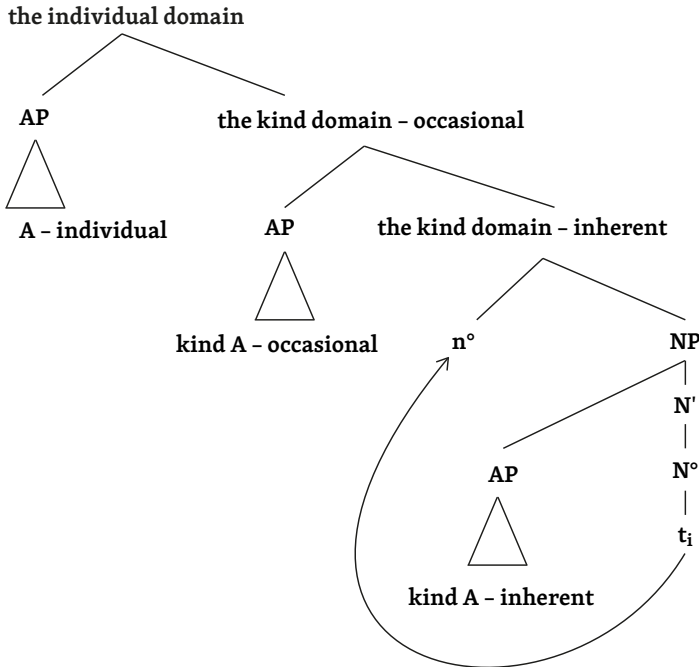 the individual domain
AP
the kind domain – occasional
A – individual
AP
the kind domain – inherent
kind A – occasional
n°
NP
N'
AP
N°
tᵢ
kind A – inherent